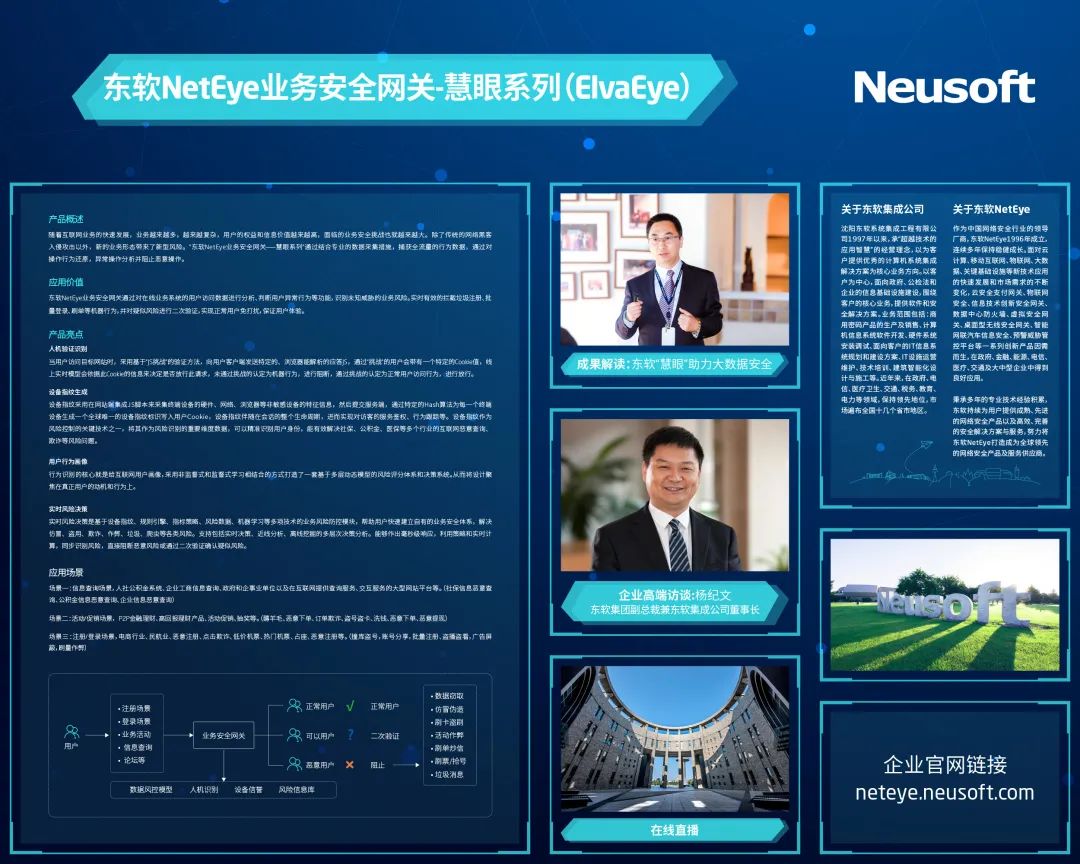 东软NetEye业务安全网关-慧眼系列（ElvaEye）
Neusoft
产品概述
随着互联网业务的快速发展，业务越来越多，越来越复杂，用户的权益和信息价值越来越高，面临的业务安全挑战也就越来越大。除了传统的网络黑客
入侵攻击以外，新的业务形态带来了新型风险。“东软NetEye业务安全网关——慧眼系列”通过结合专业的数据采集措施，捕获全流量的行为数据，通过对
操作行为还原，异常操作分析并阻止恶意操作。
应用价值
东软NetEye业务安全网关通过对在线业务系统的用户访问数据进行分析、判断用户异常行为等功能，识别未知威胁的业务风险。实时有效的拦截垃圾注册、批
量登录、刷单等机器行为，并对疑似风险进行二次验证，实现正常用户免打扰，保证用户体验。
产品亮点
人机验证识别
当用户访问目标网站时，采用基于“JS挑战”的验证方法，向用户客户端发送特定的、浏览器能解析的应答JS，通过“挑战”的用户会带有一个特定的Cookie值，线
上实时模型会依据此Cookie的信息来决定是否放行此请求，未通过挑战的认定为机器行为，进行阻断，通过挑战的认定为正常用户访问行为，进行放行。
设备指纹生成
设备指纹采用在网站端集成JS脚本来采集终端设备的硬件、网络、浏览器等非敏感设备的特征信息，然后提交服务端，通过特定的Hash算法为每一个终端
设备生成一个全球唯一的设备指纹标识写入用户Cookie，设备指纹伴随在会话的整个生命周期，进而实现对访客的服务鉴权、行为跟踪等。设备指纹作为
风险控制的关键技术之一，将其作为风险识别的重要维度数据，可以精准识别用户身份，能有效解决社保、公积金、医保等多个行业的互联网恶意查询、
欺诈等风险问题。
用户行为画像
行为识别的核心就是给互联网用户画像，采用非监督式和监督式学习相结合的方式打造了一套基于多层动态模型的风险评分体系和决策系统。从而将设计聚
焦在真正用户的动机和行为上。
实时风险决策
实时风险决策是基于设备指纹、规则引擎、指标策略、风险数据、机器学习等多项技术的业务风险防控模块，帮助用户快速建立自有的业务安全体系，解决
仿冒、盗用、欺诈、作弊、垃圾、爬虫等各类风险。支持包括实时决策、近线分析、离线挖掘的多层次决策分析。能够作出毫秒级响应，利用策略和实时计
算，同步识别风险，直接阻断恶意风险或通过二次验证确认疑似风险。
应用场景
场景一：信息查询场景，人社公积金系统、企业工商信息查询、政府和企事业单位以及在互联网提供查询服务、交互服务的大型网站平台等。（社保信息恶意查
询、公积金信息恶意查询、企业信息恶意查询）
场景二：活动/促销场景，P2P金融理财、高回报理财产品、活动促销、抽奖等。（薅羊毛、恶意下单、订单欺诈、盗号盗卡、洗钱、恶意下单、恶意提现）
场景三：注册/登录场景，电商行业、民航业、恶意注册、点击欺诈、低价机票、热门机票、占座、恶意注册等。（撞库盗号，账号分享，批量注册、盗播盗看，广告屏
蔽，刷量作弊）
用户
• 注册场景
• 登录场景
• 业务活动
• 信息查询
• 论坛等
业务安全网关
正常用户 √ 正常用户
可以用户 ? 二次验证
恶意用户 × 阻止
• 数据窃取
• 仿冒伪造
• 刷卡盗刷
• 活动作弊
• 刷单炒信
• 刷票/抢号
• 垃圾消息
数据风控模型 人机识别 设备信誉 风险信息库
成果解读：东软“慧眼”助力大数据安全
企业高端访谈:杨纪文
东软集团副总裁兼东软集成公司董事长
在线直播
关于东软集成公司
沈阳东软系统集成工程有限公
司1997年以来，承“超越技术的
应用智慧”的经营理念，以为客
户提供优秀的计算机系统集成
解决方案为核心业务方向。以客
户为中心，面向政府、公检法和
企业的信息基础设施建设，围绕
客户的核心业务，提供软件和安
全解决方案。业务范围包括：商
用密码产品的生产及销售、计算
机信息系统软件开发、硬件系统
安装调试、面向客户的IT信息系
统规划和建设方案、IT设施运营
维护、技术培训、建筑智能化设
计与施工等。近年来，在政府、电
信、医疗卫生、交通、税务、教育、
电力等领域，保持领先地位，市
场遍布全国十几个省市地区。
关于东软NetEye
作为中国网络安全行业的领导
厂商，东软NetEye1996年成立，
连续多年保持稳健成长。面对云
计算、移动互联网、物联网、大数
据、关键基础设施等新技术应用
的快速发展和市场需求的不断
变化，云安全支付网关、物联网
安全、信息技术创新安全网关、
数据中心防火墙、虚拟安全网
关、桌面型无线安全网关、智能
网联汽车信息安全、预警威胁管
控平台等一系列创新产品因需
而生。在政府、金融、能源、电信、
医疗、交通及大中型企业中得到
良好应用。
秉承多年的专业技术经验积累，
东软持续为用户提供成熟、先进
的网络安全产品以及高效、完善
的安全解决方案与服务，努力将
东软NetEye打造成为全球领先
的网络安全产品及服务供应商。
Neusoft
企业官网链接
neteye.neusoft.com